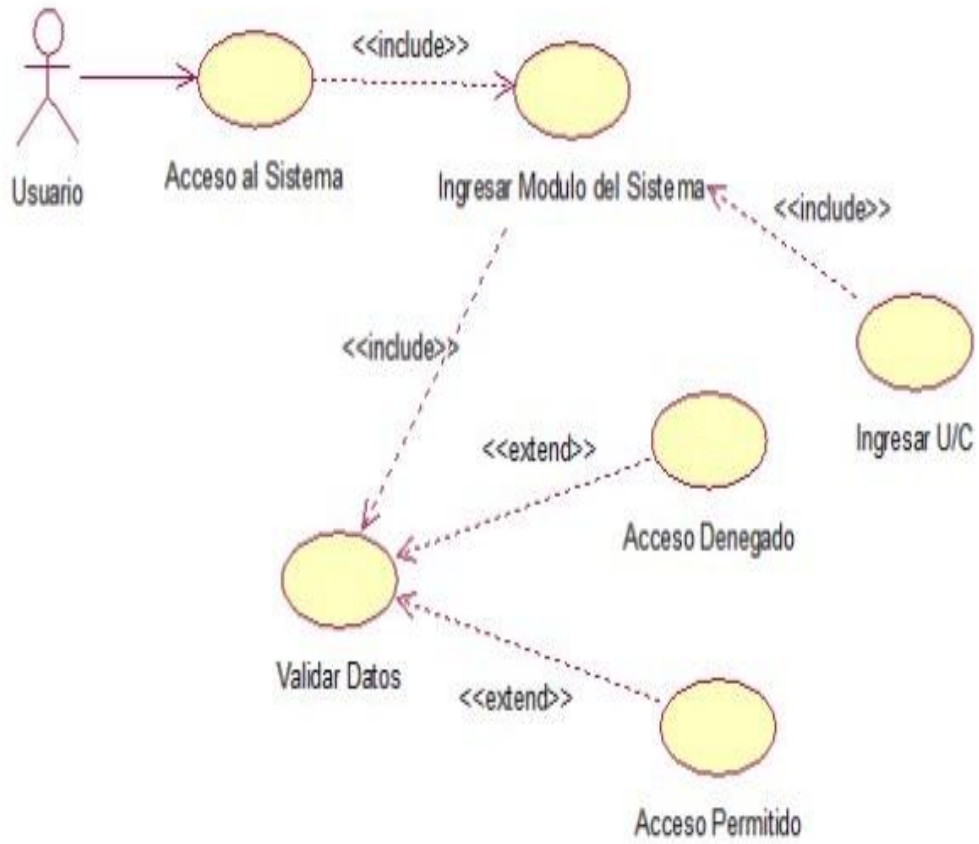 <<include>>
Usuario
Acceso al Sistema
Ingresar Modulo del Sistema
<<include>>
<<include>>
Ingresar U/C
<<extend>>
Acceso Denegado
Validar Datos
<<extend>>
Acceso Permitido